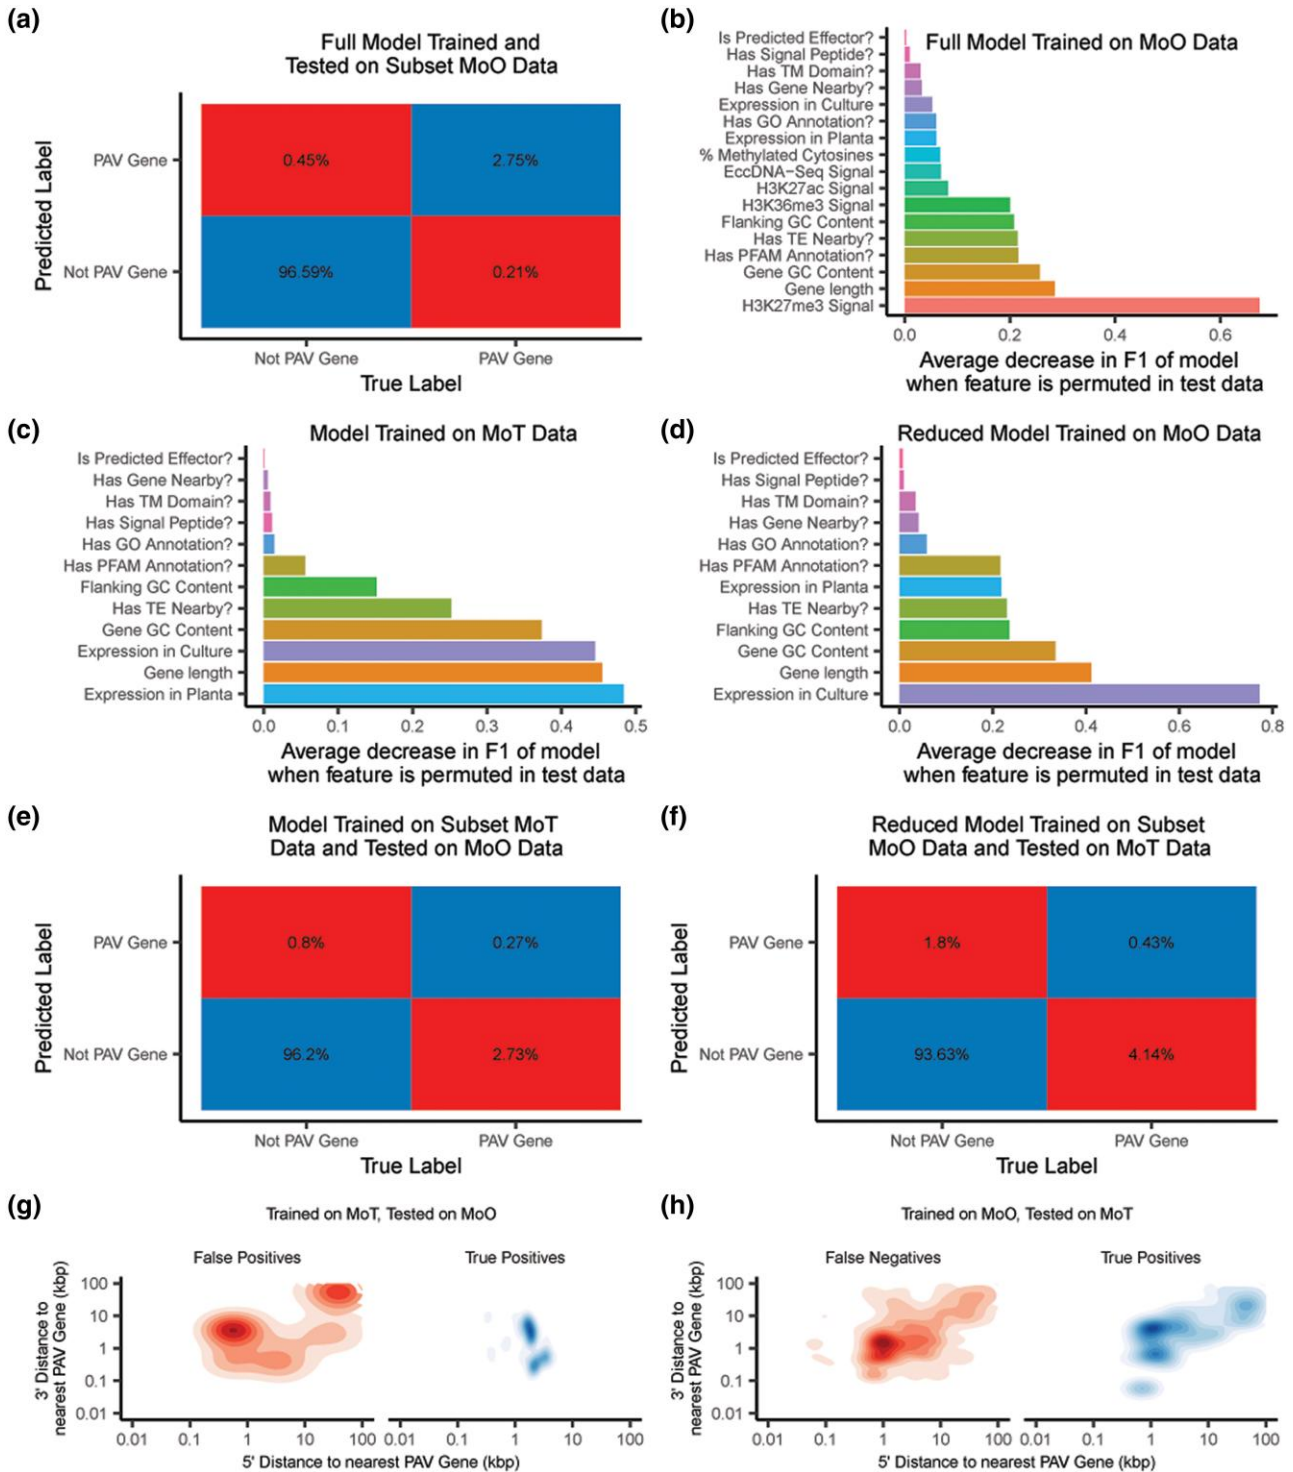 (a)
Full Model Trained and
Tested on Subset MoO Data
Predicted Label
PAV Gene
Not PAV Gene
0.45%
2.75%
96.59%
0.21%
Not PAV Gene
PAV Gene
True Label
(b)
Full Model Trained on MoO Data
Is Predicted Effector?
Has Signal Peptide?
Has TM Domain?
Has Gene Nearby?
Expression in Culture
Has GO Annotation?
Expression in Planta
% Methylated Cytosines
EccDNA−Seq Signal
H3K27ac Signal
H3K36me3 Signal
Flanking GC Content
Has TE Nearby?
Has PFAM Annotation?
Gene GC Content
Gene length
H3K27me3 Signal
0.0
0.2
0.4
0.6
Average decrease in F1 of model
when feature is permuted in test data
(c)
Model Trained on MoT Data
Is Predicted Effector?
Has Gene Nearby?
Has TM Domain?
Has Signal Peptide?
Has GO Annotation?
Has PFAM Annotation?
Flanking GC Content
Has TE Nearby?
Gene GC Content
Expression in Culture
Gene length
Expression in Planta
0.0
0.1
0.2
0.3
0.4
0.5
Average decrease in F1 of model
when feature is permuted in test data
(d)
Reduced Model Trained on MoO Data
Is Predicted Effector?
Has Signal Peptide?
Has TM Domain?
Has Gene Nearby?
Has GO Annotation?
Has PFAM Annotation?
Expression in Planta
Has TE Nearby?
Flanking GC Content
Gene GC Content
Gene length
Expression in Culture
0.0
0.2
0.4
0.6
0.8
Average decrease in F1 of model
when feature is permuted in test data
(e)
Model Trained on Subset MoT
Data and Tested on MoO Data
Predicted Label
PAV Gene
Not PAV Gene
0.8%
0.27%
96.2%
2.73%
Not PAV Gene
PAV Gene
True Label
(f)
Reduced Model Trained on Subset
MoO Data and Tested on MoT Data
Predicted Label
PAV Gene
Not PAV Gene
1.8%
0.43%
93.63%
4.14%
Not PAV Gene
PAV Gene
True Label
(g)
Trained on MoT, Tested on MoO
False Positives
True Positives
3' Distance to
nearest PAV Gene (kbp)
100
10
1
0.1
0.01
0.01
0.1
1
10
100
0.01
0.1
1
10
100
5' Distance to nearest PAV Gene (kbp)
(h)
Trained on MoO, Tested on MoT
False Negatives
True Positives
3' Distance to
nearest PAV Gene (kbp)
100
10
1
0.1
0.01
0.01
0.1
1
10
100
0.01
0.1
1
10
100
5' Distance to nearest PAV Gene (kbp)